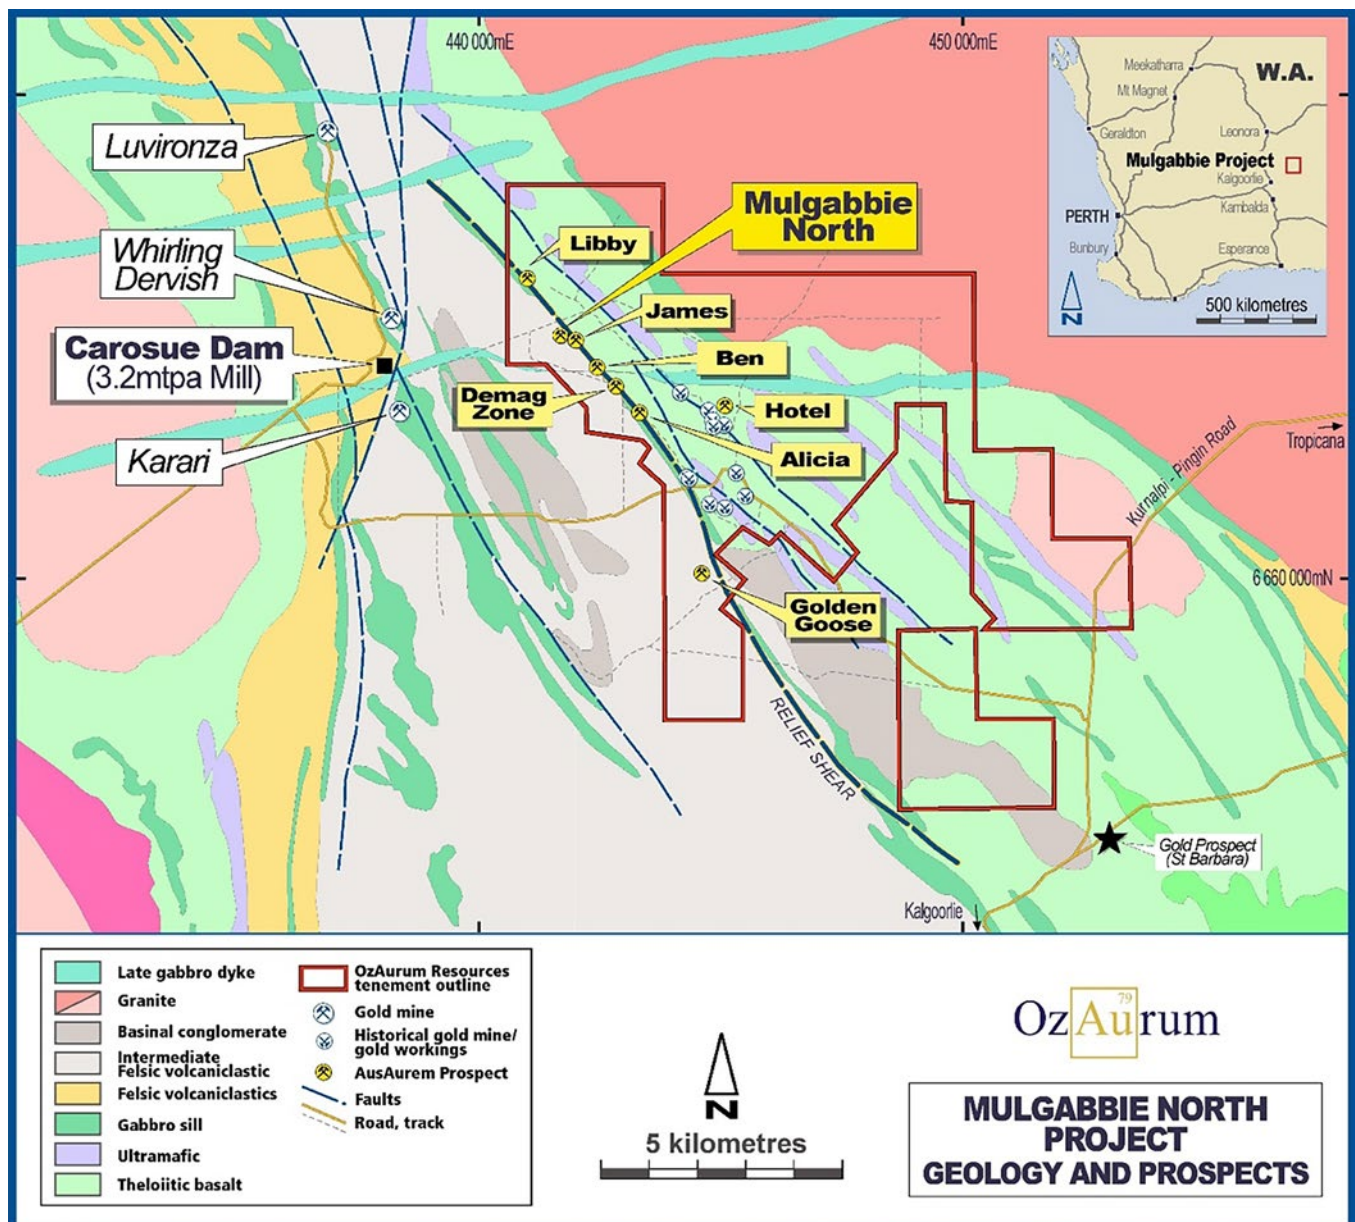 440 000mE
450 000mE
Meekatharra
W.A.
Mt Magnet
Geraldton
Leonora
Mulgabbie Project
Kalgoorlie
PERTH
Kambalda
Bunbury
Esperance
N
500 kilometres
Luvironza
Mulgabbie
North
Libby
Whirling
Dervish
James
Carosue Dam
(3.2mtpa Mill)
Ben
Demag
Zone
Hotel
Karari
Alicia
Kurnalpi - Pingin Road
Tropicana
6 660 000mN
Golden
Goose
RELIEF SHEAR
Gold Prospect
(St Barbara)
Kalgoorlie
Late gabbro dyke
Granite
Basinal conglomerate
Intermediate
Felsic volcaniclastic
Felsic volcaniclastics
Gabbro sill
Ultramafic
Theloiitic basalt
OzAurum Resources
tenement outline
Gold mine
Historical gold mine/
gold workings
AusAurem Prospect
Faults
Road, track
N
5 kilometres
79
OzAurum
MULGABBIE NORTH
PROJECT
GEOLOGY AND PROSPECTS